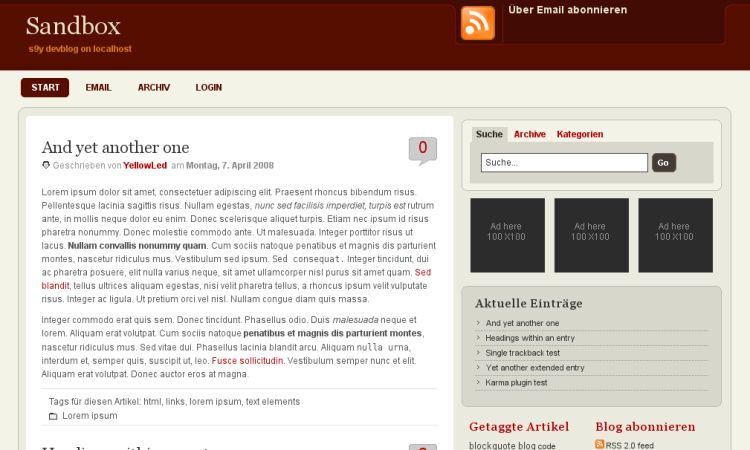 Sandbox
s9y devblog on localhost
Über Email abonnieren
START EMAIL ARCHIV LOGIN
And yet another one
0
Geschrieben von YellowLed am Montag, 7. April 2008
Lorem ipsum dolor sit amet, consectetuer adipiscing elit. Praesent rhoncus bibendum risus.
Pellentesque lacinia sagittis risus. Nullam egestas, nunc sed facilisis imperdiet, turpis est rutrum
ante, in mollis neque dolor eu enim. Donec scelerisque aliquet turpis. Etiam nec ipsum id risus
pharetra nonummy. Donec molestie commodo ante. Ut malesuada. Integer porttitor risus ut
lacus. Nullam convallis nonummy quam. Cum sociis natoque penatibus et magnis dis parturient
montes, nascetur ridiculus mus. Vestibulum sed ipsum. Sed consequat. Integer tincidunt, dui
ac pharetra posuere, elit nulla varius neque, sit amet ullamcorper nisl purus sit amet quam. Sed
blandit, tellus ultrices aliquam egestas, nisi velit pharetra tellus, a rhoncus ipsum velit vulputate
risus. Integer ac ligula. Ut pretium orci vel nisl. Nullam congue diam quis massa.
Integer commodo erat quis sem. Donec tincidunt. Phasellus odio. Duis malesuada neque et
lorem. Aliquam erat volutpat. Cum sociis natoque penatibus et magnis dis parturient montes,
nascetur ridiculus mus. Sed vitae dui. Phasellus lacinia blandit arcu. Aliquam nulla urna,
interdum et, semper quis, suscipit ut, leo. Fusce sollicitudin. Vestibulum semper nunc et elit.
Aliquam erat volutpat. Donec auctor eros at magna.
Tags für diesen Artikel: html, links, lorem ipsum, text elements
Lorem ipsum
Suche Archive Kategorien
Suche... Go
Ad here Ad here Ad here
100 X100 100 X100 100 X100
Aktuelle Einträge
And yet another one
Headings within an entry
Single trackback test
Yet another extended entry
Karma plugin test
Getaggte Artikel
blockquote blog code
Blog abonnieren
RSS 2.0 feed